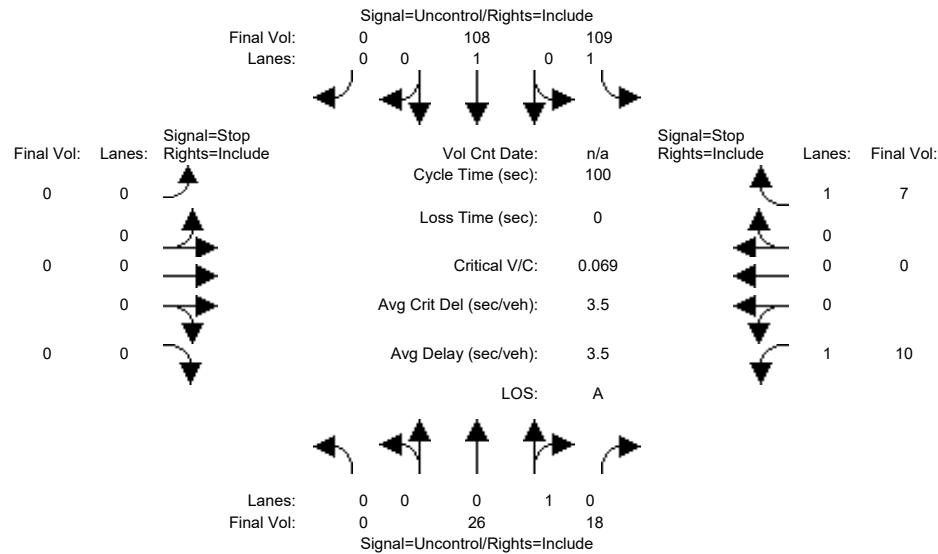 Signal=Uncontrol/Rights=Include
Final Vol: 0 108 109
Lanes: 0 0 1 0 1
Signal=Stop Signal=Stop
Final Vol: Lanes: Rights=Include Vol Cnt Date: n/a Rights=Include Lanes: Final Vol:
Cycle Time (sec): 100
0 0 1 7
Loss Time (sec): 0
0 0
0 0 Critical V/C: 0.069 0 0
0 Avg Crit Del (sec/veh): 3.5 0
0 0 Avg Delay (sec/veh): 3.5 1 10
LOS: A
Lanes: 0 0 0 1 0
Final Vol: 0 26 18
Signal=Uncontrol/Rights=Include